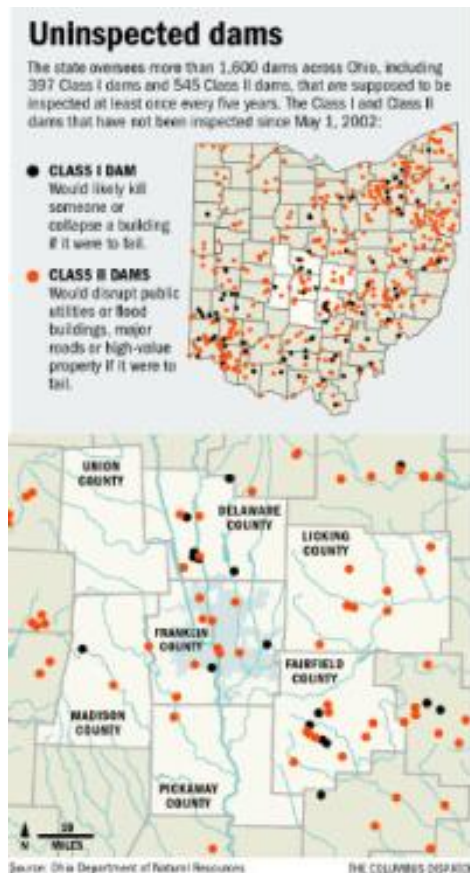 Uninspected dams
The state oversees more than 1,600 dams across Ohio, including
397 Class I dams and 545 Class II dams, that are supposed to be
inspected at least once every five years. The Class I and Class II
dams that have not been inspected since May 1, 2002:
CLASS I DAM
Would likely kill
someone or
collapse a building
if it were to fail.
CLASS II DAMS
Would disrupt public
utilities or flood
buildings, major
roads or high-value
property if it were to
fail.
UNION
COUNTY
DELAWARE
COUNTY
LICKING
COUNTY
FRANKLIN
COUNTY
FAIRFIELD
COUNTY
MADISON
COUNTY
PICKAWAY
COUNTY
N
10
MILES
Source: Ohio Department of Natural Resources
THE COLUMBUS DISPATCH